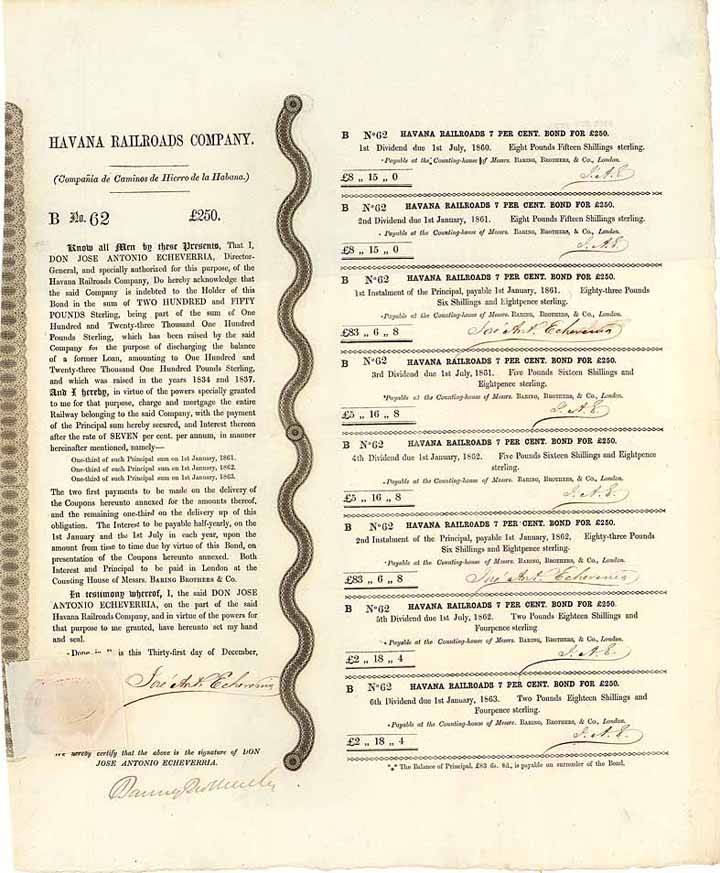 HAVANA RAILROADS COMPANY.
(Compañia de Caminos de Hierro de la Habana.)
B No. 62 £250.
Know all Men by these Presents, That I,
DON JOSE ANTONIO ECHEVERRIA, Director-
General, and specially authorized for this purpose, of the
Havana Railroads Company, Do hereby acknowledge that
the said Company is indebted to the Holder of this
Bond in the sum of TWO HUNDRED and FIFTY
POUNDS Sterling, being part of the sum of One
Hundred and Twenty-three Thousand One Hundred
Pounds Sterling, which has been raised by the said
Company for the purpose of discharging the balance
of a former Loan, amounting to One Hundred and
Twenty-three Thousand One Hundred Pounds Sterling,
and which was raised in the years 1834 and 1837.
And I hereby, in virtue of the powers specially granted
to me for that purpose, charge and mortgage the entire
Railway belonging to the said Company, with the payment
of the Principal sum hereby secured, and Interest thereon
after the rate of SEVEN per cent. per annum, in manner
hereinafter mentioned, namely—
One-third of such Principal sum on 1st January, 1861.
One-third of such Principal sum on 1st January, 1862.
One-third of such Principal sum on 1st January, 1863.
The two first payments to be made on the delivery of
the Coupons hereunto annexed for the amounts thereof,
and the remaining one-third on the delivery up of this
obligation. The Interest to be payable half-yearly, on the
1st January and the 1st July in each year, upon the
amount from time to time due by virtue of this Bond, on
presentation of the Coupons hereunto annexed. Both
Interest and Principal to be paid in London at the
Counting House of Messrs. BARING BROTHERS & Co.
In testimony whereof, I, the said DON JOSE
ANTONIO ECHEVERRIA, on the part of the said
Havana Railroads Company, and in virtue of the powers for
that purpose to me granted, have hereunto set my hand
and seal.
Done in this Thirty-first day of December,
José Ant. Echeverria
hereby certify that the above is the signature of DON
JOSE ANTONIO ECHEVERRIA.
B No 62 HAVANA RAILROADS 7 PER CENT. BOND FOR £250.
1st Dividend due 1st July, 1860. Eight Pounds Fifteen Shillings sterling.
Payable at the Counting-house of Messrs. BARING, BROTHERS, & Co., London.
£8 „ 15 „ 0 J. A. E.
B No 62 HAVANA RAILROADS 7 PER CENT. BOND FOR £250.
2nd Dividend due 1st January, 1861. Eight Pounds Fifteen Shillings sterling.
Payable at the Counting-house of Messrs. BARING, BROTHERS, & Co., London.
£8 „ 15 „ 0 J. A. E.
B No 62 HAVANA RAILROADS 7 PER CENT. BOND FOR £250.
1st Instalment of the Principal, payable 1st January, 1861. Eighty-three Pounds
Six Shillings and Eightpence sterling.
Payable at the Counting-house of Messrs. BARING, BROTHERS, & Co., London.
£83 „ 6 „ 8 José Ant. Echeverria
B No 62 HAVANA RAILROADS 7 PER CENT. BOND FOR £250.
3rd Dividend due 1st July, 1861. Five Pounds Sixteen Shillings and
Eightpence sterling.
Payable at the Counting-house of Messrs. BARING, BROTHERS, & Co., London.
£5 „ 16 „ 8 J. A. E.
B No 62 HAVANA RAILROADS 7 PER CENT. BOND FOR £250.
4th Dividend due 1st January, 1862. Five Pounds Sixteen Shillings and Eightpence
sterling.
Payable at the Counting-house of Messrs. BARING, BROTHERS, & Co., London.
£5 „ 16 „ 8 J. A. E.
B No 62 HAVANA RAILROADS 7 PER CENT. BOND FOR £250.
2nd Instalment of the Principal, payable 1st January, 1862, Eighty-three Pounds
Six Shillings and Eightpence sterling.
Payable at the Counting-house of Messrs. BARING, BROTHERS, & Co., London.
£83 „ 6 „ 8 José Ant. Echeverria
B No 62 HAVANA RAILROADS 7 PER CENT. BOND FOR £250.
5th Dividend due 1st July, 1862. Two Pounds Eighteen Shillings and
Fourpence sterling
Payable at the Counting-house of Messrs. BARING, BROTHERS, & Co., London.
£2 „ 18 „ 4 J. A. E.
B No 62 HAVANA RAILROADS 7 PER CENT. BOND FOR £250.
6th Dividend due 1st January, 1863. Two Pounds Eighteen Shillings and
Fourpence sterling.
Payable at the Counting-house of Messrs. BARING, BROTHERS, & Co., London.
£2 „ 18 „ 4 J. A. E.
*** The Balance of Principal, £83 6s. 8d., is payable on surrender of the Bond.